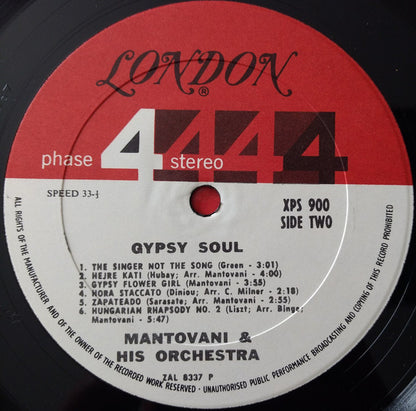 LONDON
®
phase 4 4 4 4 stereo
SPEED 33-⅓
XPS 900
SIDE TWO
GYPSY SOUL
1. THE SINGER NOT THE SONG (Green - 3:01)
2. HEJRE KATI (Hubay; Arr. Mantovani - 4:00)
3. GYPSY FLOWER GIRL (Mantovani - 3:55)
4. HORA STACCATO (Diniou; Arr. C. Milner - 2:18)
5. ZAPATEADO (Sarasate; Arr. Mantovani - 2:55)
6. HUNGARIAN RHAPSODY NO. 2 (Liszt; Arr. Binge; Mantovani - 5:47)
MANTOVANI &
HIS ORCHESTRA
ZAL 8337 P
ALL RIGHTS OF THE MANUFACTURER AND OF THE OWNER OF THE RECORDED WORK RESERVED - UNAUTHORISED PUBLIC PERFORMANCE BROADCASTING AND COPYING OF THIS RECORD PROHIBITED